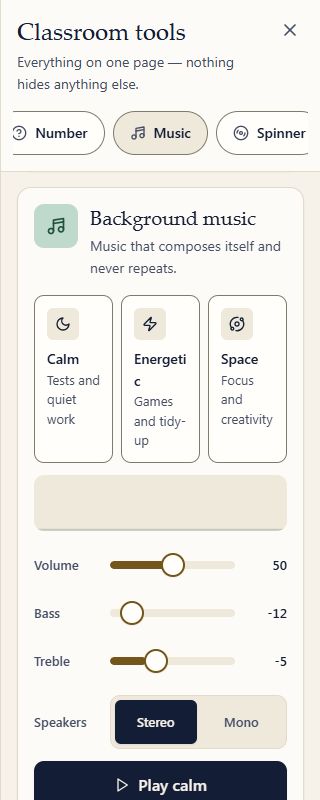 Classroom tools
Everything on one page — nothing
hides anything else.
Number
Music
Spinner
Background music
Music that composes itself and
never repeats.
Calm
Tests and
quiet
work
Energeti
c
Games
and tidy-
up
Space
Focus
and
creativity
Volume 50
Bass -12
Treble -5
Speakers Stereo Mono
Play calm